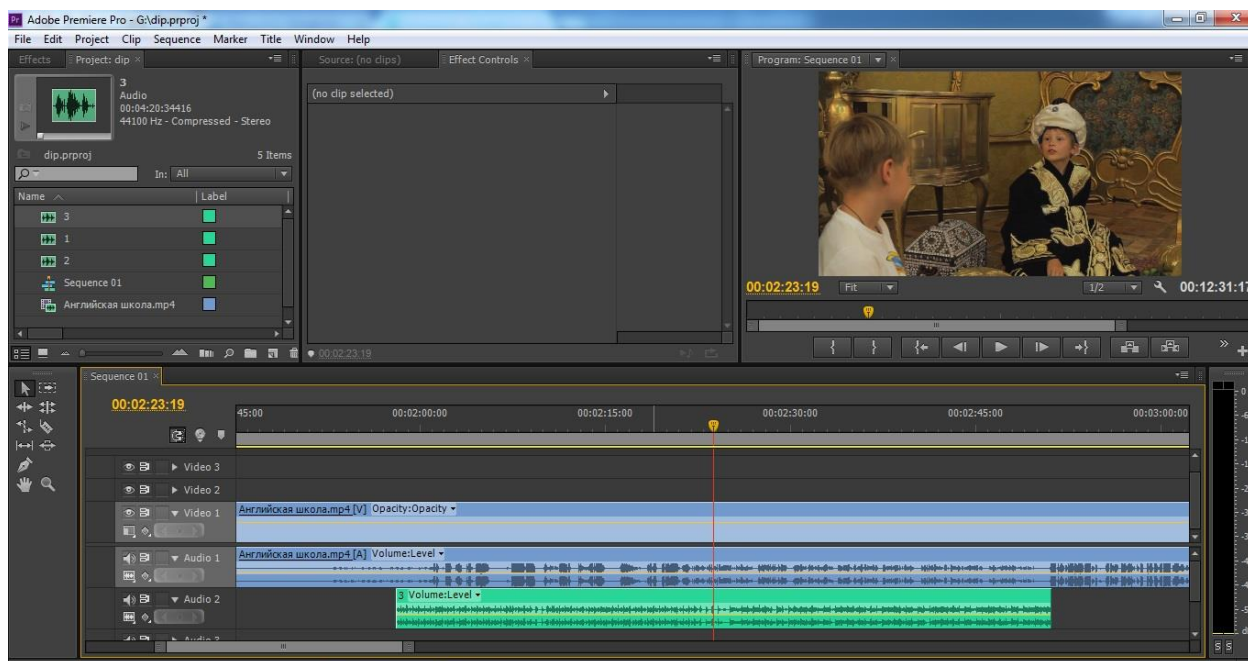 Adobe Premiere Pro - G:\dip.prproj *
File Edit Project Clip Sequence Marker Title Window Help
Effects Project: dip
3
Audio
00:04:20:34416
44100 Hz - Compressed - Stereo
dip.prproj 5 Items
In: All
Name Label
3
1
2
Sequence 01
Английская школа.mp4
Source: (no clips) Effect Controls
(no clip selected)
00:02:23:19
Program: Sequence 01
00:02:23:19 Fit 1/2 00:12:31:17
Sequence 01
00:02:23:19
45:00 00:02:00:00 00:02:15:00 00:02:30:00 00:02:45:00 00:03:00:00
Video 3
Video 2
Video 1 Английская школа.mp4 [V] Opacity:Opacity
Audio 1 Английская школа.mp4 [A] Volume:Level
Audio 2 3 Volume:Level
S S